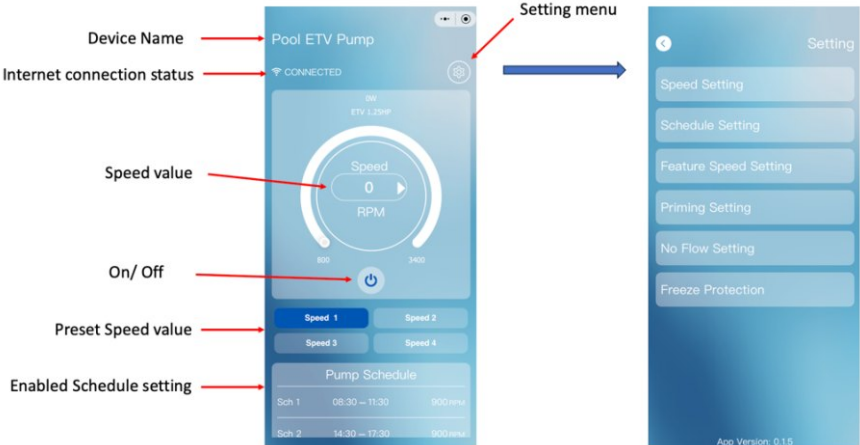 Setting menu
Device Name
Pool ETV Pump
Internet connection status
CONNECTED
0W
ETV 1.25HP
Speed value
Speed
0
RPM
800
3400
On/ Off
Speed 1
Speed 2
Preset Speed value
Speed 3
Speed 4
Enabled Schedule setting
Pump Schedule
Sch 1 08:30 – 11:30 900 RPM
Sch 2 14:30 – 17:30 900 RPM
Setting
Speed Setting
Schedule Setting
Feature Speed Setting
Priming Setting
No Flow Setting
Freeze Protection
App Version: 0.1.5